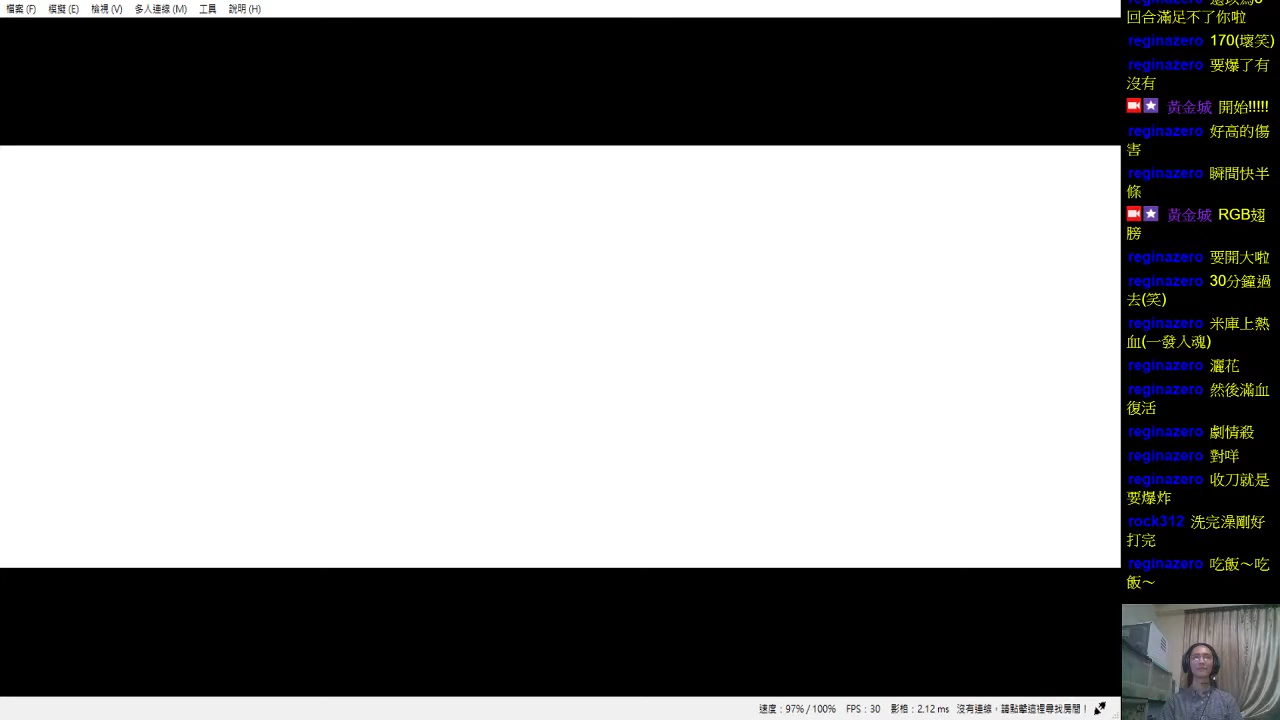 檔案(F) 模擬(E) 檢視(V) 多人連線(M) 工具 說明(H)
回合滿足不了你啦
reginazero 170(壞笑)
reginazero 要爆了有
沒有
黃金城 開始!!!!!
reginazero 好高的傷
害
reginazero 瞬間快半
條
黃金城 RGB翅
膀
reginazero 要開大啦
reginazero 30分鐘過
去(笑)
reginazero 米庫上熱
血(一發入魂)
reginazero 灑花
reginazero 然後滿血
復活
reginazero 劇情殺
reginazero 對咩
reginazero 收刀就是
要爆炸
rock312 洗完澡剛好
打完
reginazero 吃飯～吃
飯～
速度：97% / 100% FPS：30 影格：2.12 ms 沒有連線，請點擊這裡尋找房間！